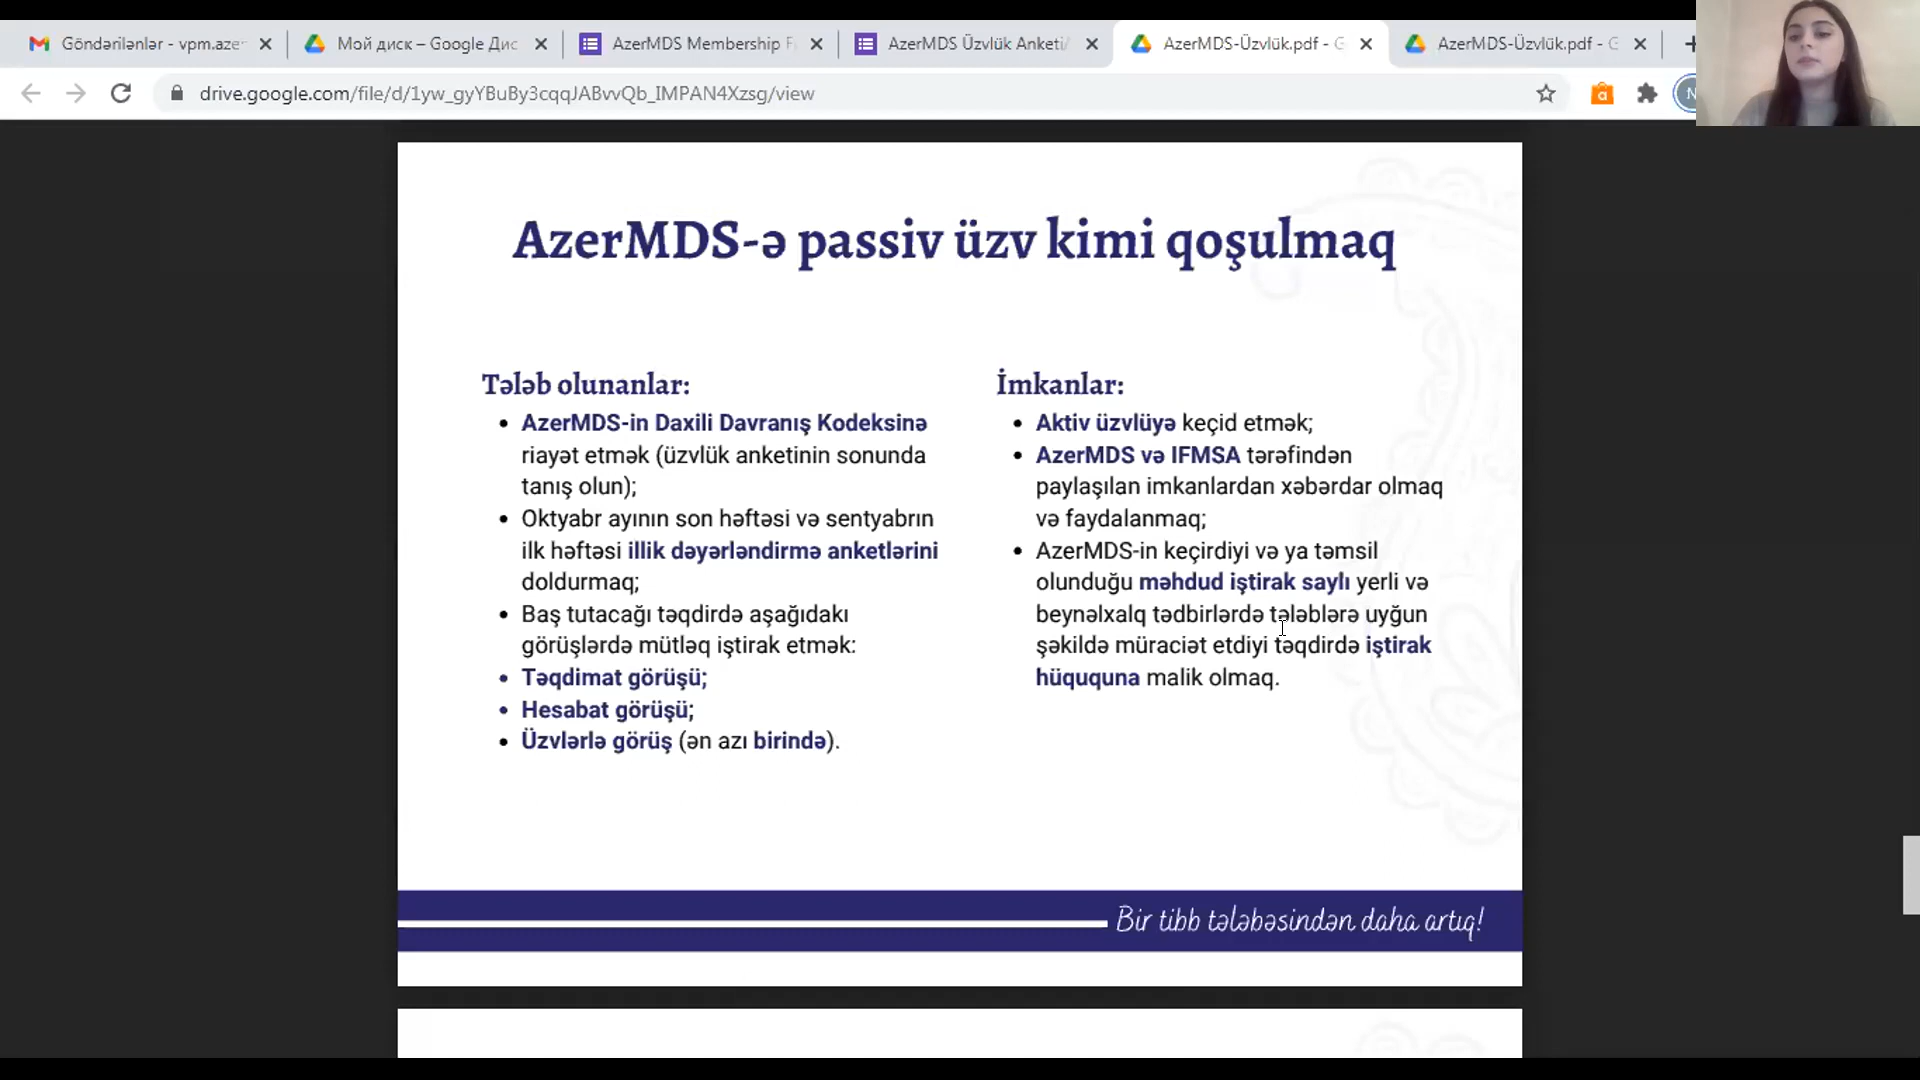 Göndərilənlər - vpm.aze
Мой диск – Google Дис
AzerMDS Membership F
AzerMDS Üzvlük Anketi/
AzerMDS-Üzvlük.pdf - G
AzerMDS-Üzvlük.pdf - G
drive.google.com/file/d/1yw_gyYBuBy3cqqJABvvQb_IMPAN4Xzsg/view
N
AzerMDS-ə passiv üzv kimi qoşulmaq
Tələb olunanlar:
AzerMDS-in Daxili Davranış Kodeksinə
riayət etmək (üzvlük anketinin sonunda
tanış olun);
Oktyabr ayının son həftəsi və sentyabrın
ilk həftəsi illik dəyərləndirmə anketlərini
doldurmaq;
Baş tutacağı təqdirdə aşağıdakı
görüşlərdə mütləq iştirak etmək:
Təqdimat görüşü;
Hesabat görüşü;
Üzvlərlə görüş (ən azı birində).
İmkanlar:
Aktiv üzvlüyə keçid etmək;
AzerMDS və IFMSA tərəfindən
paylaşılan imkanlardan xəbərdar olmaq
və faydalanmaq;
AzerMDS-in keçirdiyi və ya təmsil
olunduğu məhdud iştirak saylı yerli və
beynəlxalq tədbirlərdə tələblərə uyğun
şəkildə müraciət etdiyi təqdirdə iştirak
hüququna malik olmaq.
Bir tibb tələbəsindən daha artıq!